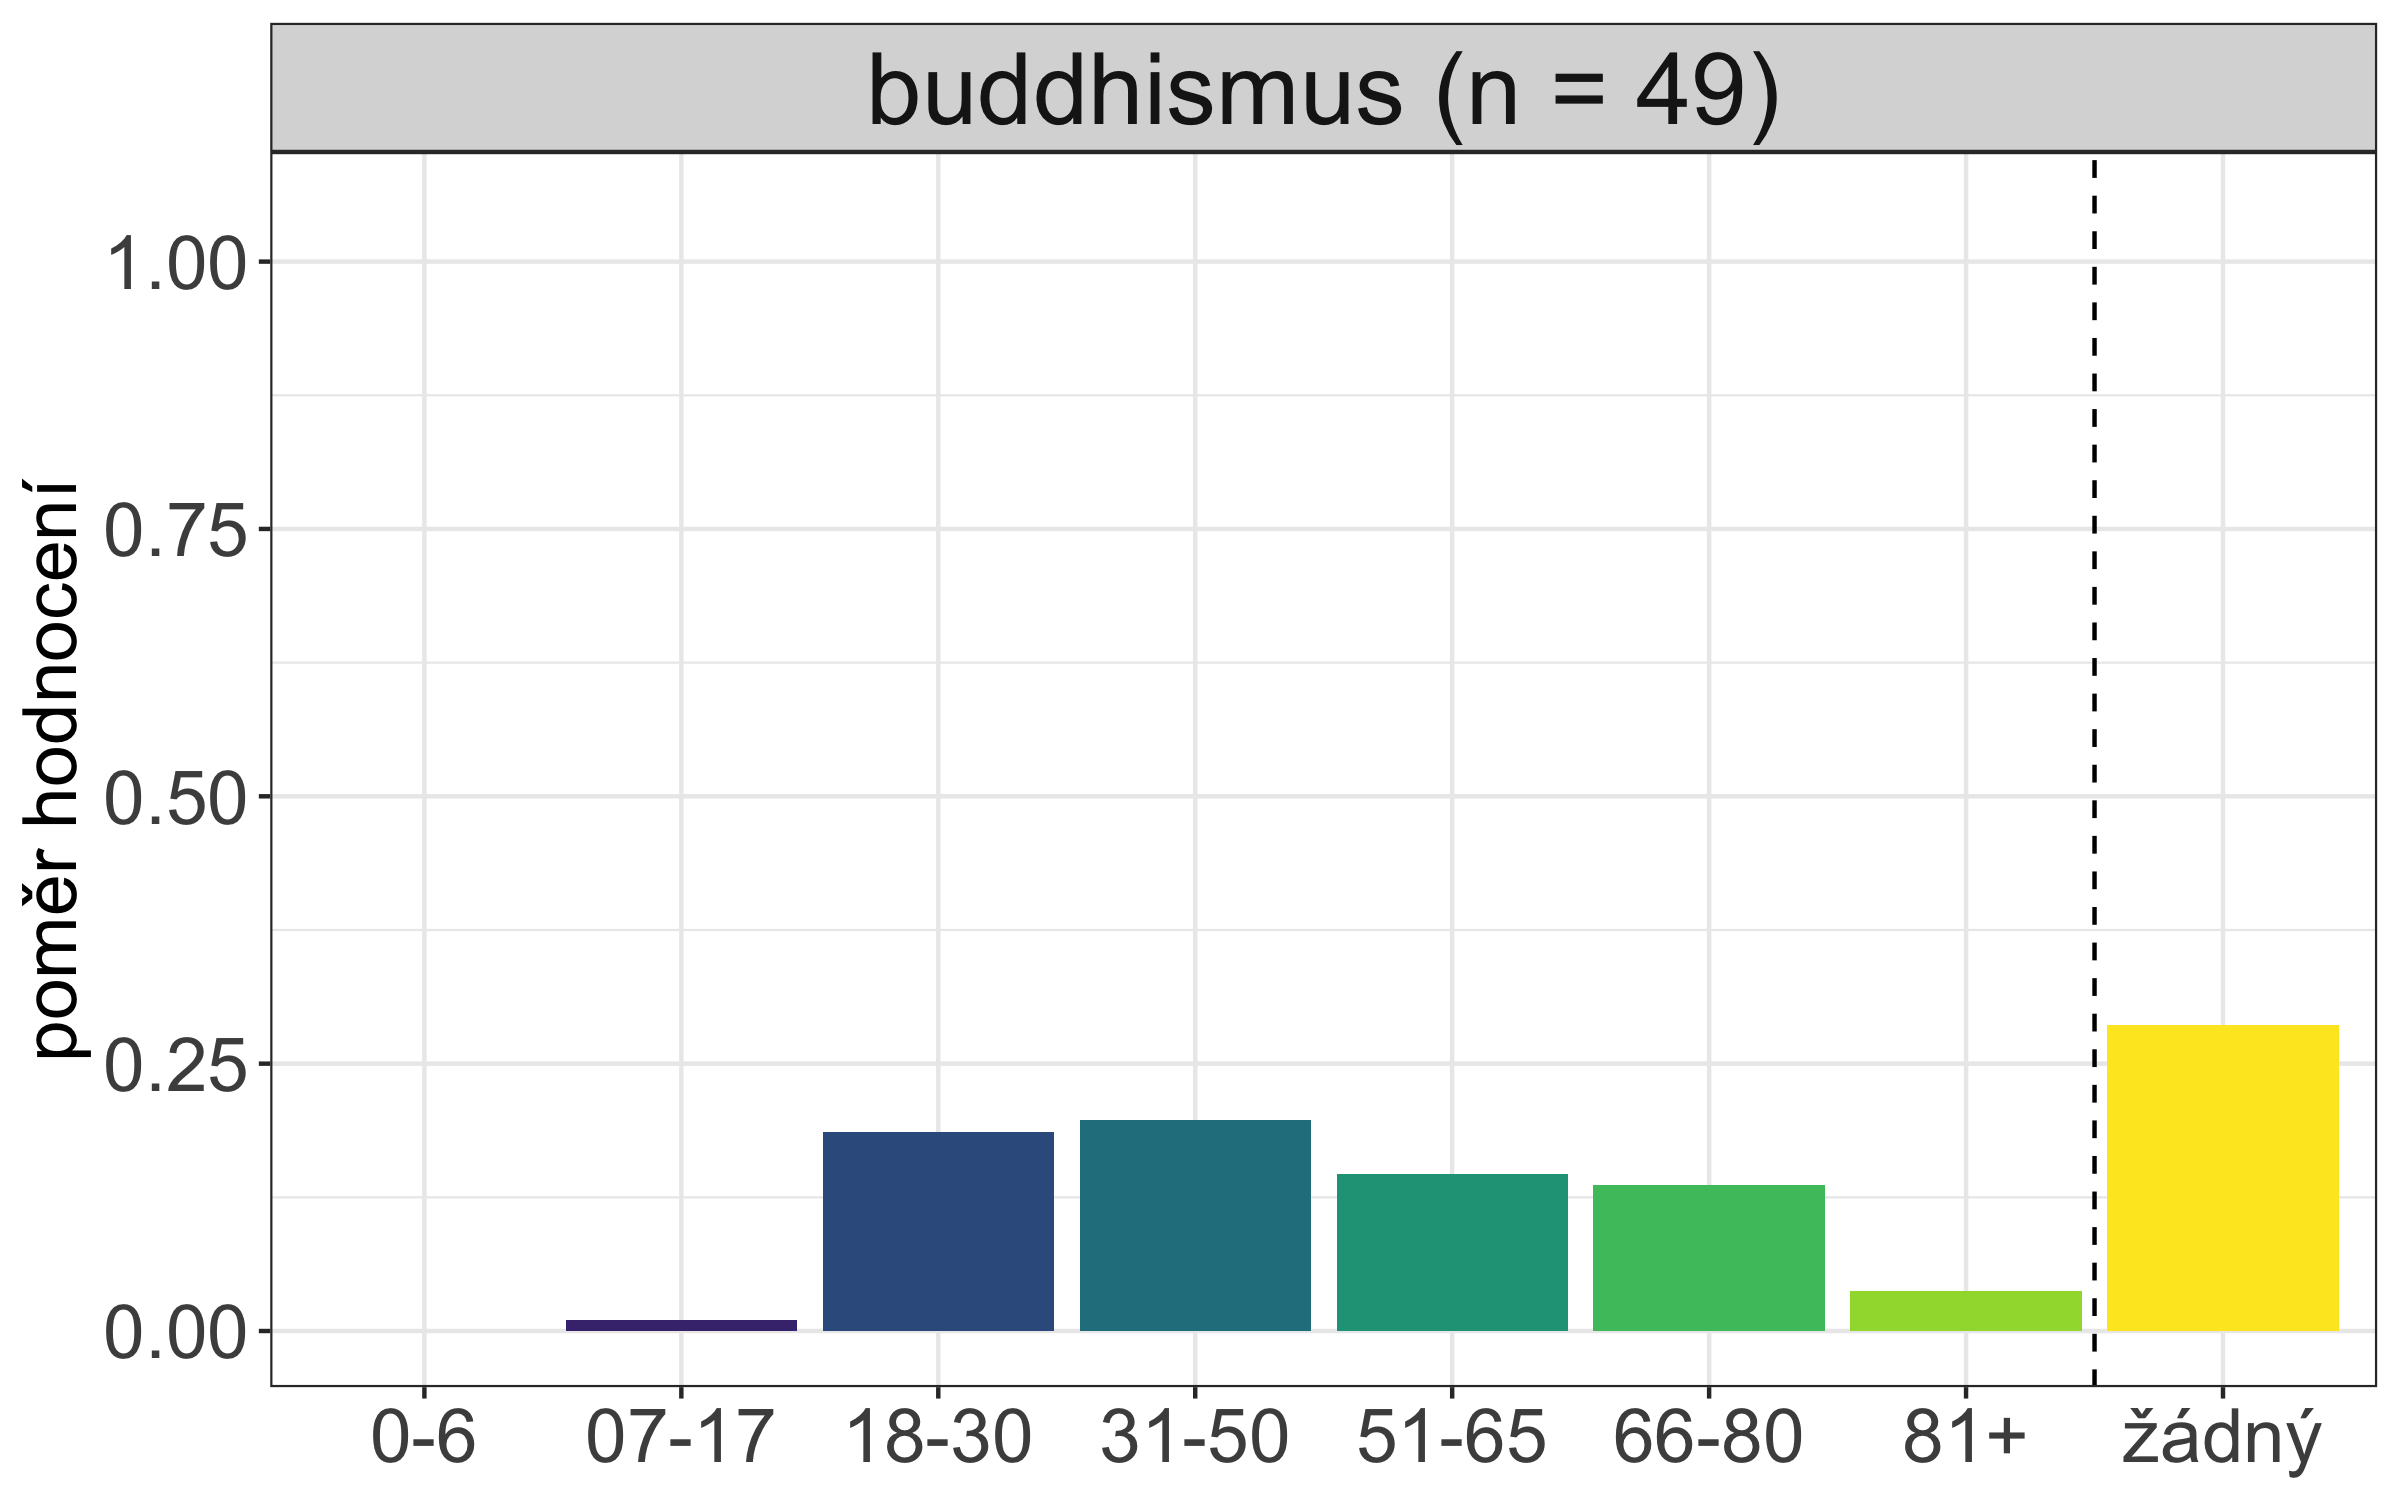 buddhismus (n = 49)
poměr hodnocení
1.00
0.75
0.50
0.25
0.00
0-6 07-17 18-30 31-50 51-65 66-80 81+ žádný